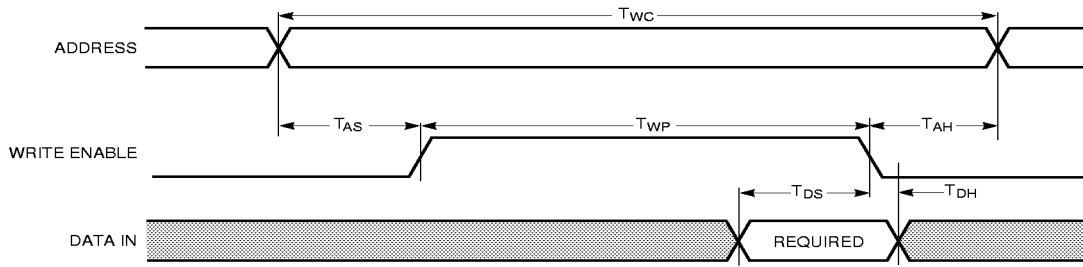 TWC
ADDRESS
TAS
TWP
TAH
WRITE ENABLE
TDS
TDH
DATA IN
REQUIRED